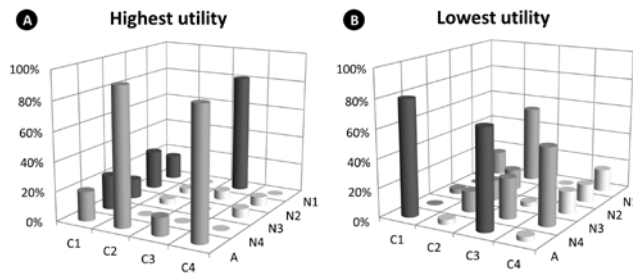 A Highest utility
100%
80%
60%
40%
20%
0%
C1 C2 C3 C4
A N4 N3 N2 N1
B Lowest utility
100%
80%
60%
40%
20%
0%
C1 C2 C3 C4
A N4 N3 N2 N1